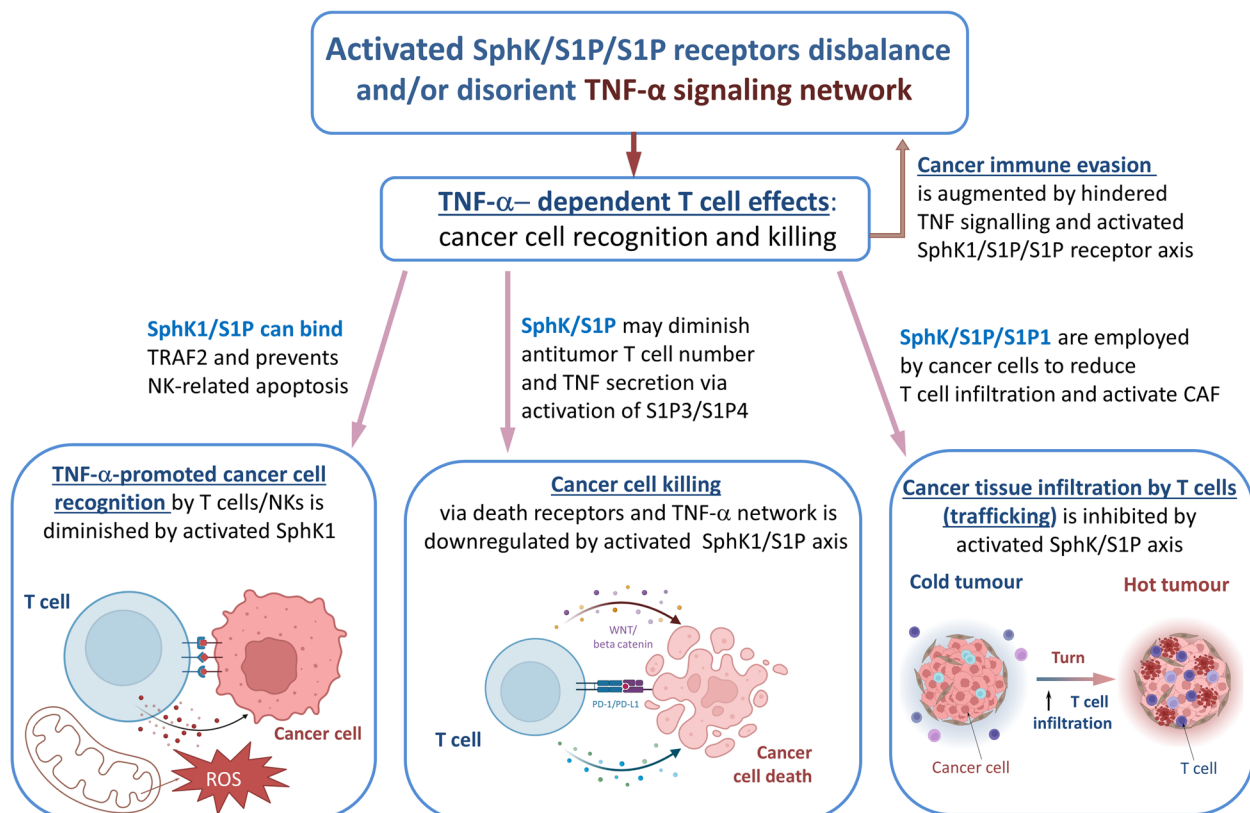 Activated SphK/S1P/S1P receptors disbalance
and/or disorient TNF-α signaling network
Cancer immune evasion
is augmented by hindered
TNF signalling and activated
SphK1/S1P/S1P receptor axis
TNF-α– dependent T cell effects:
cancer cell recognition and killing
SphK1/S1P can bind
TRAF2 and prevents
NK-related apoptosis
SphK/S1P may diminish
antitumor T cell number
and TNF secretion via
activation of S1P3/S1P4
SphK/S1P/S1P1 are employed
by cancer cells to reduce
T cell infiltration and activate CAF
TNF-α-promoted cancer cell
recognition by T cells/NKs is
diminished by activated SphK1
T cell
Cancer cell
ROS
Cancer cell killing
via death receptors and TNF-α network is
downregulated by activated SphK1/S1P axis
WNT/
beta catenin
PD-1/PD-L1
T cell
Cancer
cell death
Cancer tissue infiltration by T cells
(trafficking) is inhibited by
activated SphK/S1P axis
Cold tumour
Hot tumour
Turn
T cell
infiltration
Cancer cell
T cell